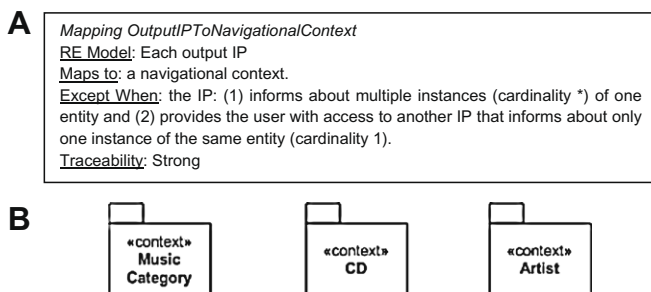 A
Mapping OutputIPToNavigationalContext
RE Model: Each output IP
Maps to: a navigational context.
Except When: the IP: (1) informs about multiple instances (cardinality *) of one
entity and (2) provides the user with access to another IP that informs about only
one instance of the same entity (cardinality 1).
Traceability: Strong
B
«context»
Music
Category
«context»
CD
«context»
Artist